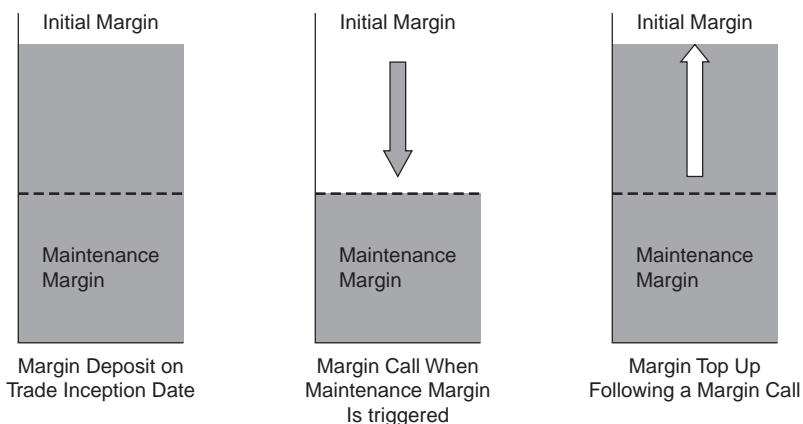 Initial Margin
Maintenance
Margin
Margin Deposit on
Trade Inception Date
Initial Margin
Maintenance
Margin
Margin Call When
Maintenance Margin
Is triggered
Initial Margin
Maintenance
Margin
Margin Top Up
Following a Margin Call